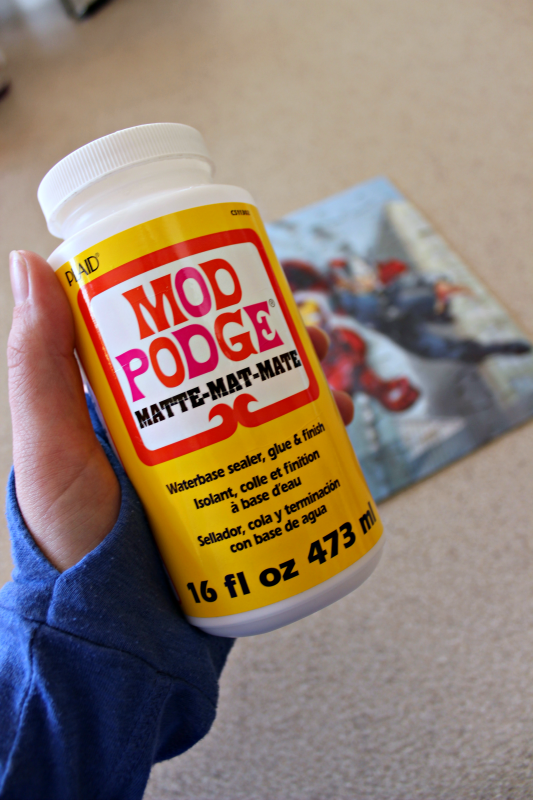 PLAID®
MOD
PODGE®
MATTE-MAT-MATE
Waterbase sealer, glue & finish
Isolant, colle et finition
à base d'eau
Sellador, cola y terminación
con base de agua
16 fl oz 473 ml